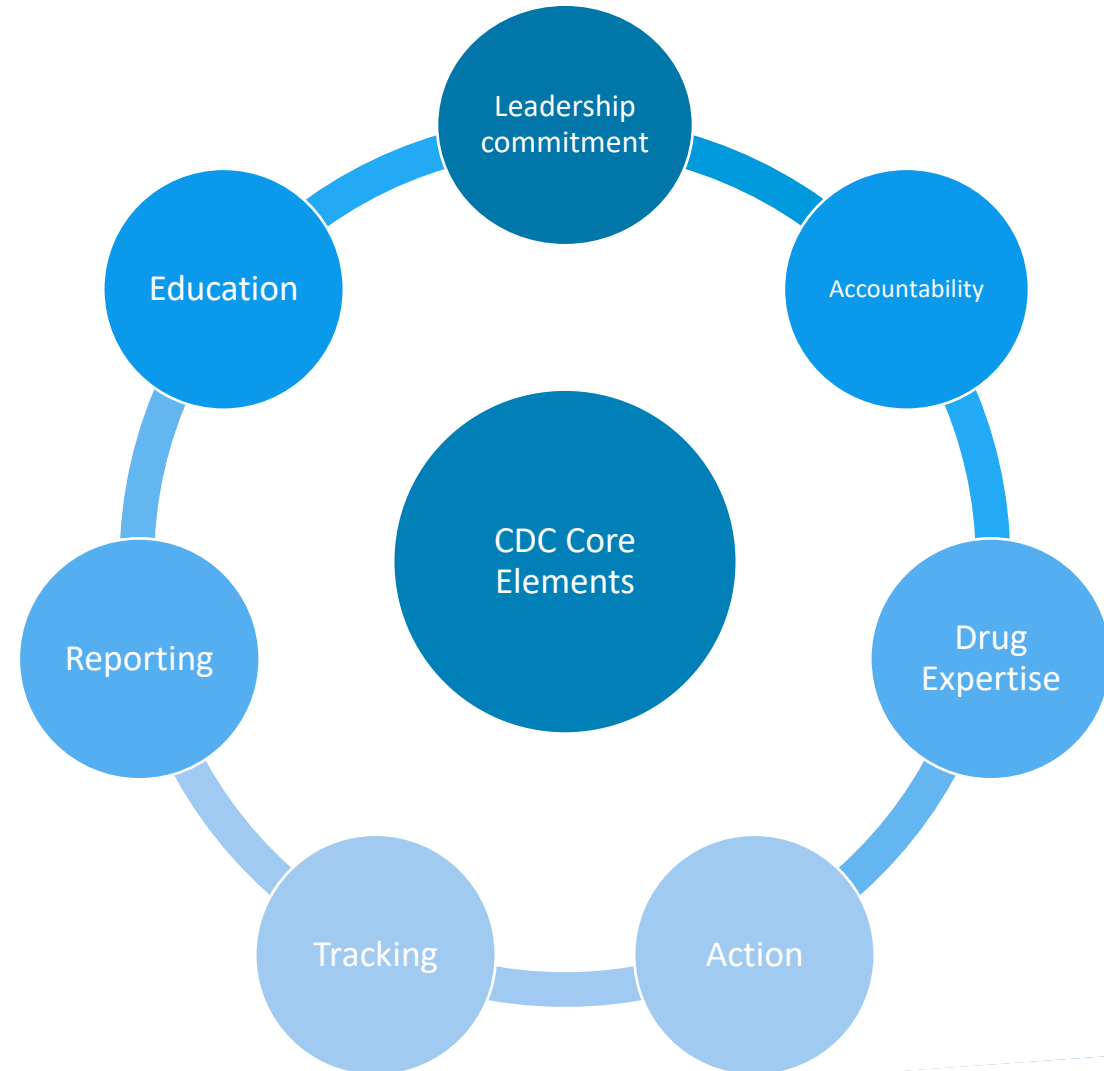 Leadership
commitment
Accountability
Drug
Expertise
Action
Tracking
Reporting
Education
CDC Core
Elements